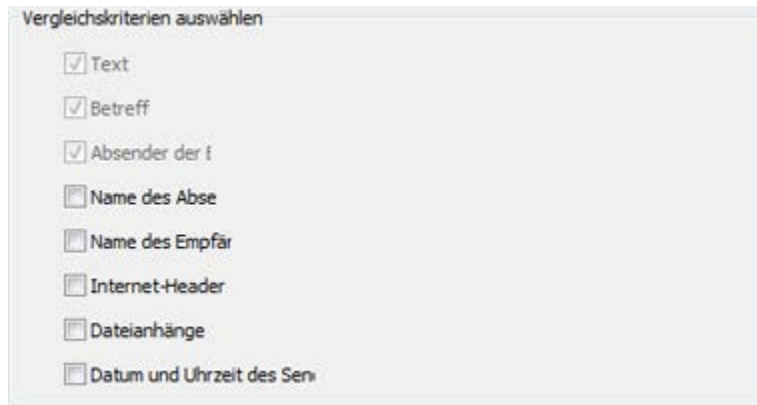 Vergleichskriterien auswählen
Text
Betreff
Absender der
Name des Abse
Name des Empfär
Internet-Header
Dateianhänge
Datum und Uhrzeit des Sen